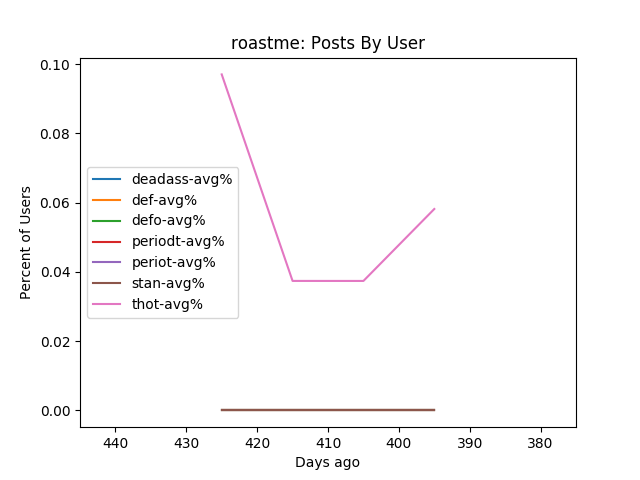 roastme: Posts By User
0.10
0.08
0.06
0.04
0.02
0.00
Percent of Users
deadass-avg%
def-avg%
defo-avg%
periodt-avg%
periot-avg%
stan-avg%
thot-avg%
440 430 420 410 400 390 380
Days ago